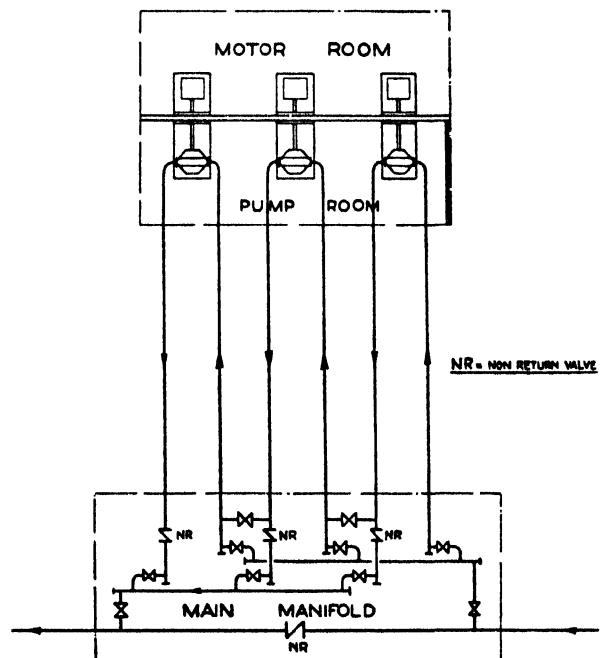 MOTOR ROOM
PUMP ROOM
NR = NON RETURN VALVE
NR
NR
NR
MAIN MANIFOLD
NR